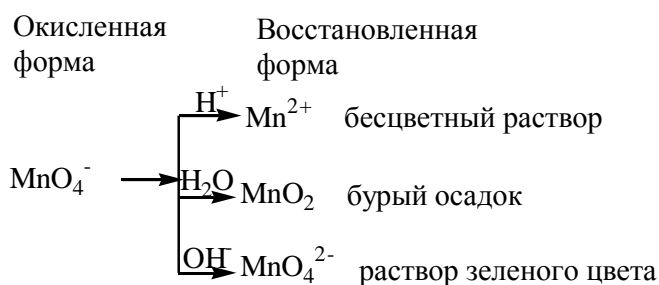 Окисленная форма
Восстановленная форма
H⁺
Mn²⁺ бесцветный раствор
MnO₄⁻
H₂O
MnO₂ бурый осадок
OH⁻
MnO₄²⁻ раствор зеленого цвета